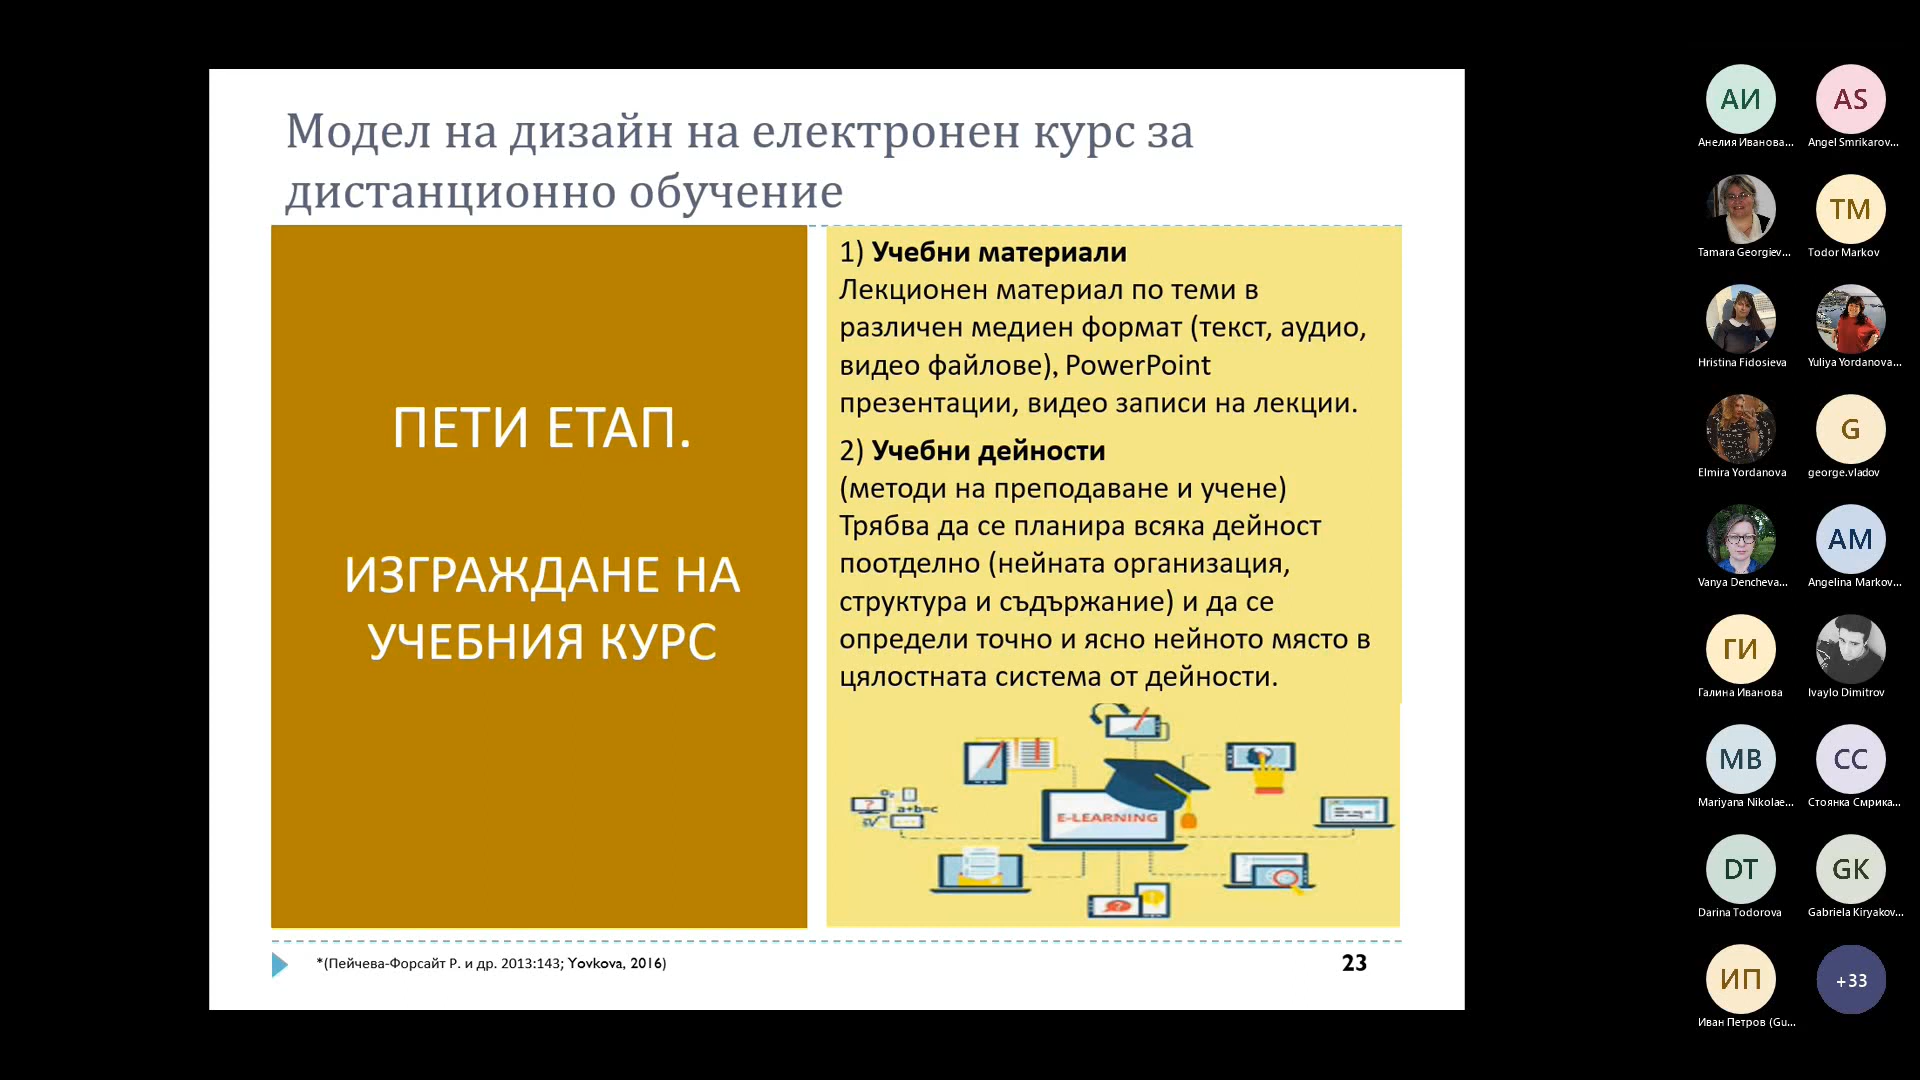 Модел на дизайн на електронен курс за
дистанционно обучение
ПЕТИ ЕТАП.
ИЗГРАЖДАНЕ НА
УЧЕБНИЯ КУРС
1) Учебни материали
Лекционен материал по теми в
различен медиен формат (текст, аудио,
видео файлове), PowerPoint
презентации, видео записи на лекции.
2) Учебни дейности
(методи на преподаване и учене)
Трябва да се планира всяка дейност
поотделно (нейната организация,
структура и съдържание) и да се
определи точно и ясно нейното място в
цялостната система от дейности.
a+b=c
E-LEARNING
*(Пейчева-Форсайт Р. и др. 2013:143; Yovkova, 2016)
23
АИ
AS
Анелия Иванова...
Angel Smrikarov...
TM
Tamara Georgiev...
Todor Markov
Hristina Fidosieva
Yuliya Yordanova...
G
Elmira Yordanova
george.vladov
AM
Vanya Dencheva...
Angelina Markov...
ГИ
Галина Иванова
Ivaylo Dimitrov
MB
СС
Mariyana Nikolae...
Стоянка Смрика...
DT
GK
Darina Todorova
Gabriela Kiryakov...
ИП
+33
Иван Петров (Gu...